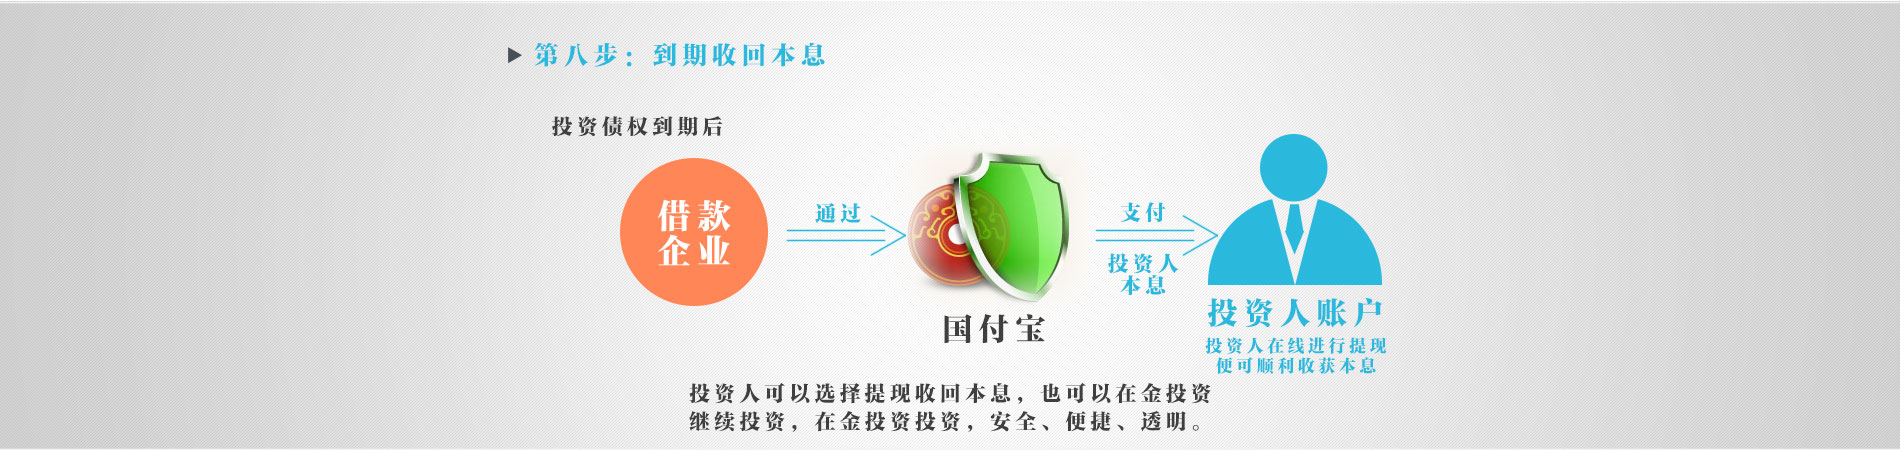 第八步：到期收回本息
投资债权到期后
借款
企业
通过
国付宝
支付
投资人
本息
投资人账户
投资人在线进行提现
便可顺利收获本息
投资人可以选择提现收回本息，也可以在金投资
继续投资，在金投资投资，安全、便捷、透明。